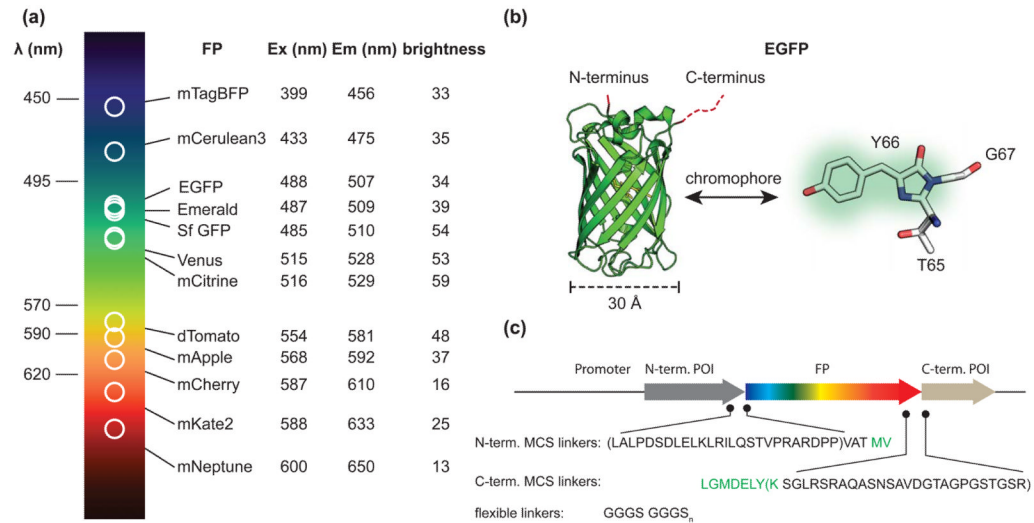 (a)
λ (nm) FP Ex (nm) Em (nm) brightness
450
495
570
590
620
mTagBFP 399 456 33
mCerulean3 433 475 35
EGFP 488 507 34
Emerald 487 509 39
Sf GFP 485 510 54
Venus 515 528 53
mCitrine 516 529 59
dTomato 554 581 48
mApple 568 592 37
mCherry 587 610 16
mKate2 588 633 25
mNeptune 600 650 13
(b)
EGFP
N-terminus C-terminus
chromophore
Y66
G67
T65
30 Å
(c)
Promoter N-term. POI FP C-term. POI
N-term. MCS linkers: (LALPDSDLELKLRILQSTVPRARDPP)VAT MV
C-term. MCS linkers: LGMDELY(K SGLRSRAQASNSAVDGTAGPGSTGSR)
flexible linkers: GGGS GGGSn